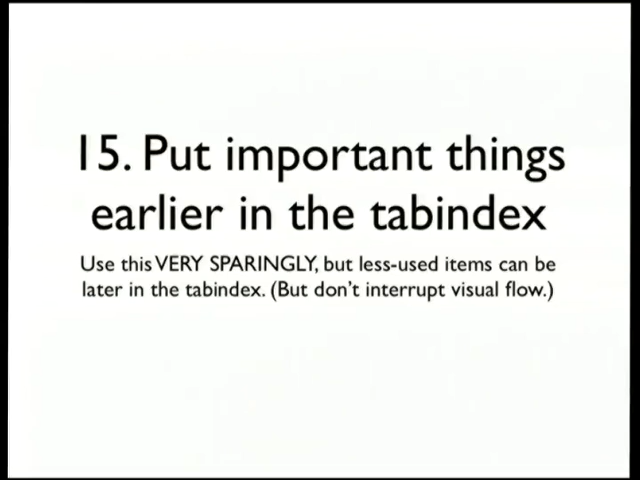 15. Put important things
earlier in the tabindex
Use this VERY SPARINGLY, but less-used items can be
later in the tabindex. (But don't interrupt visual flow.)